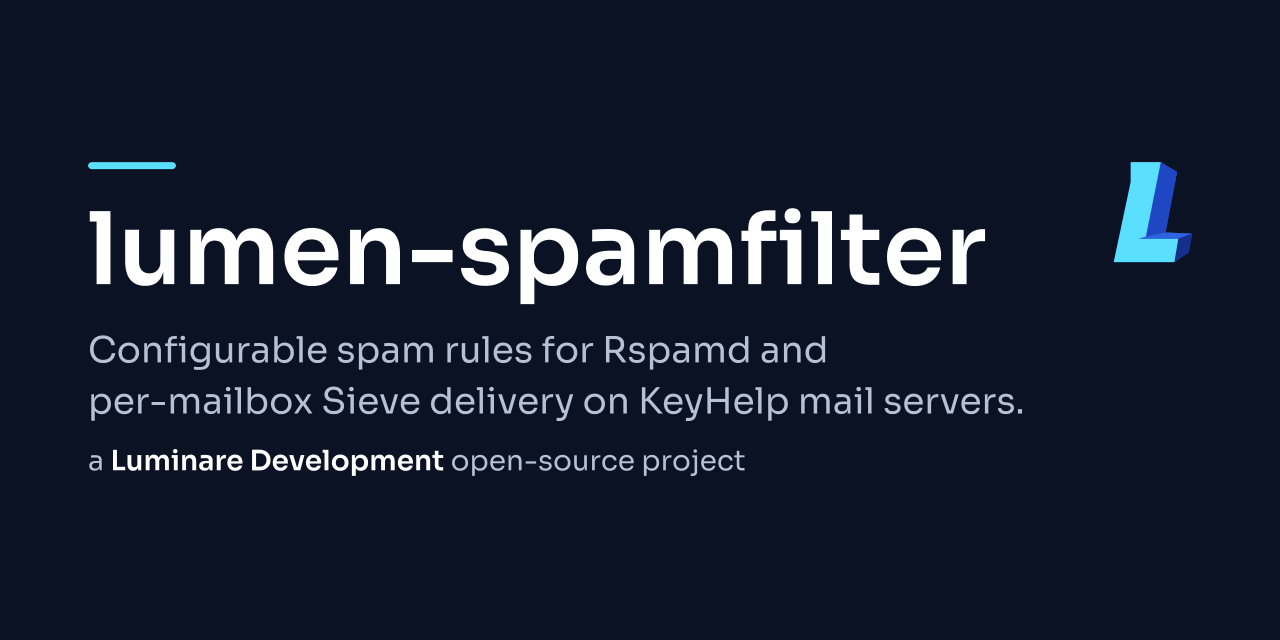 lumen-spamfilter
Configurable spam rules for Rspamd and
per-mailbox Sieve delivery on KeyHelp mail servers.
a Luminare Development open-source project